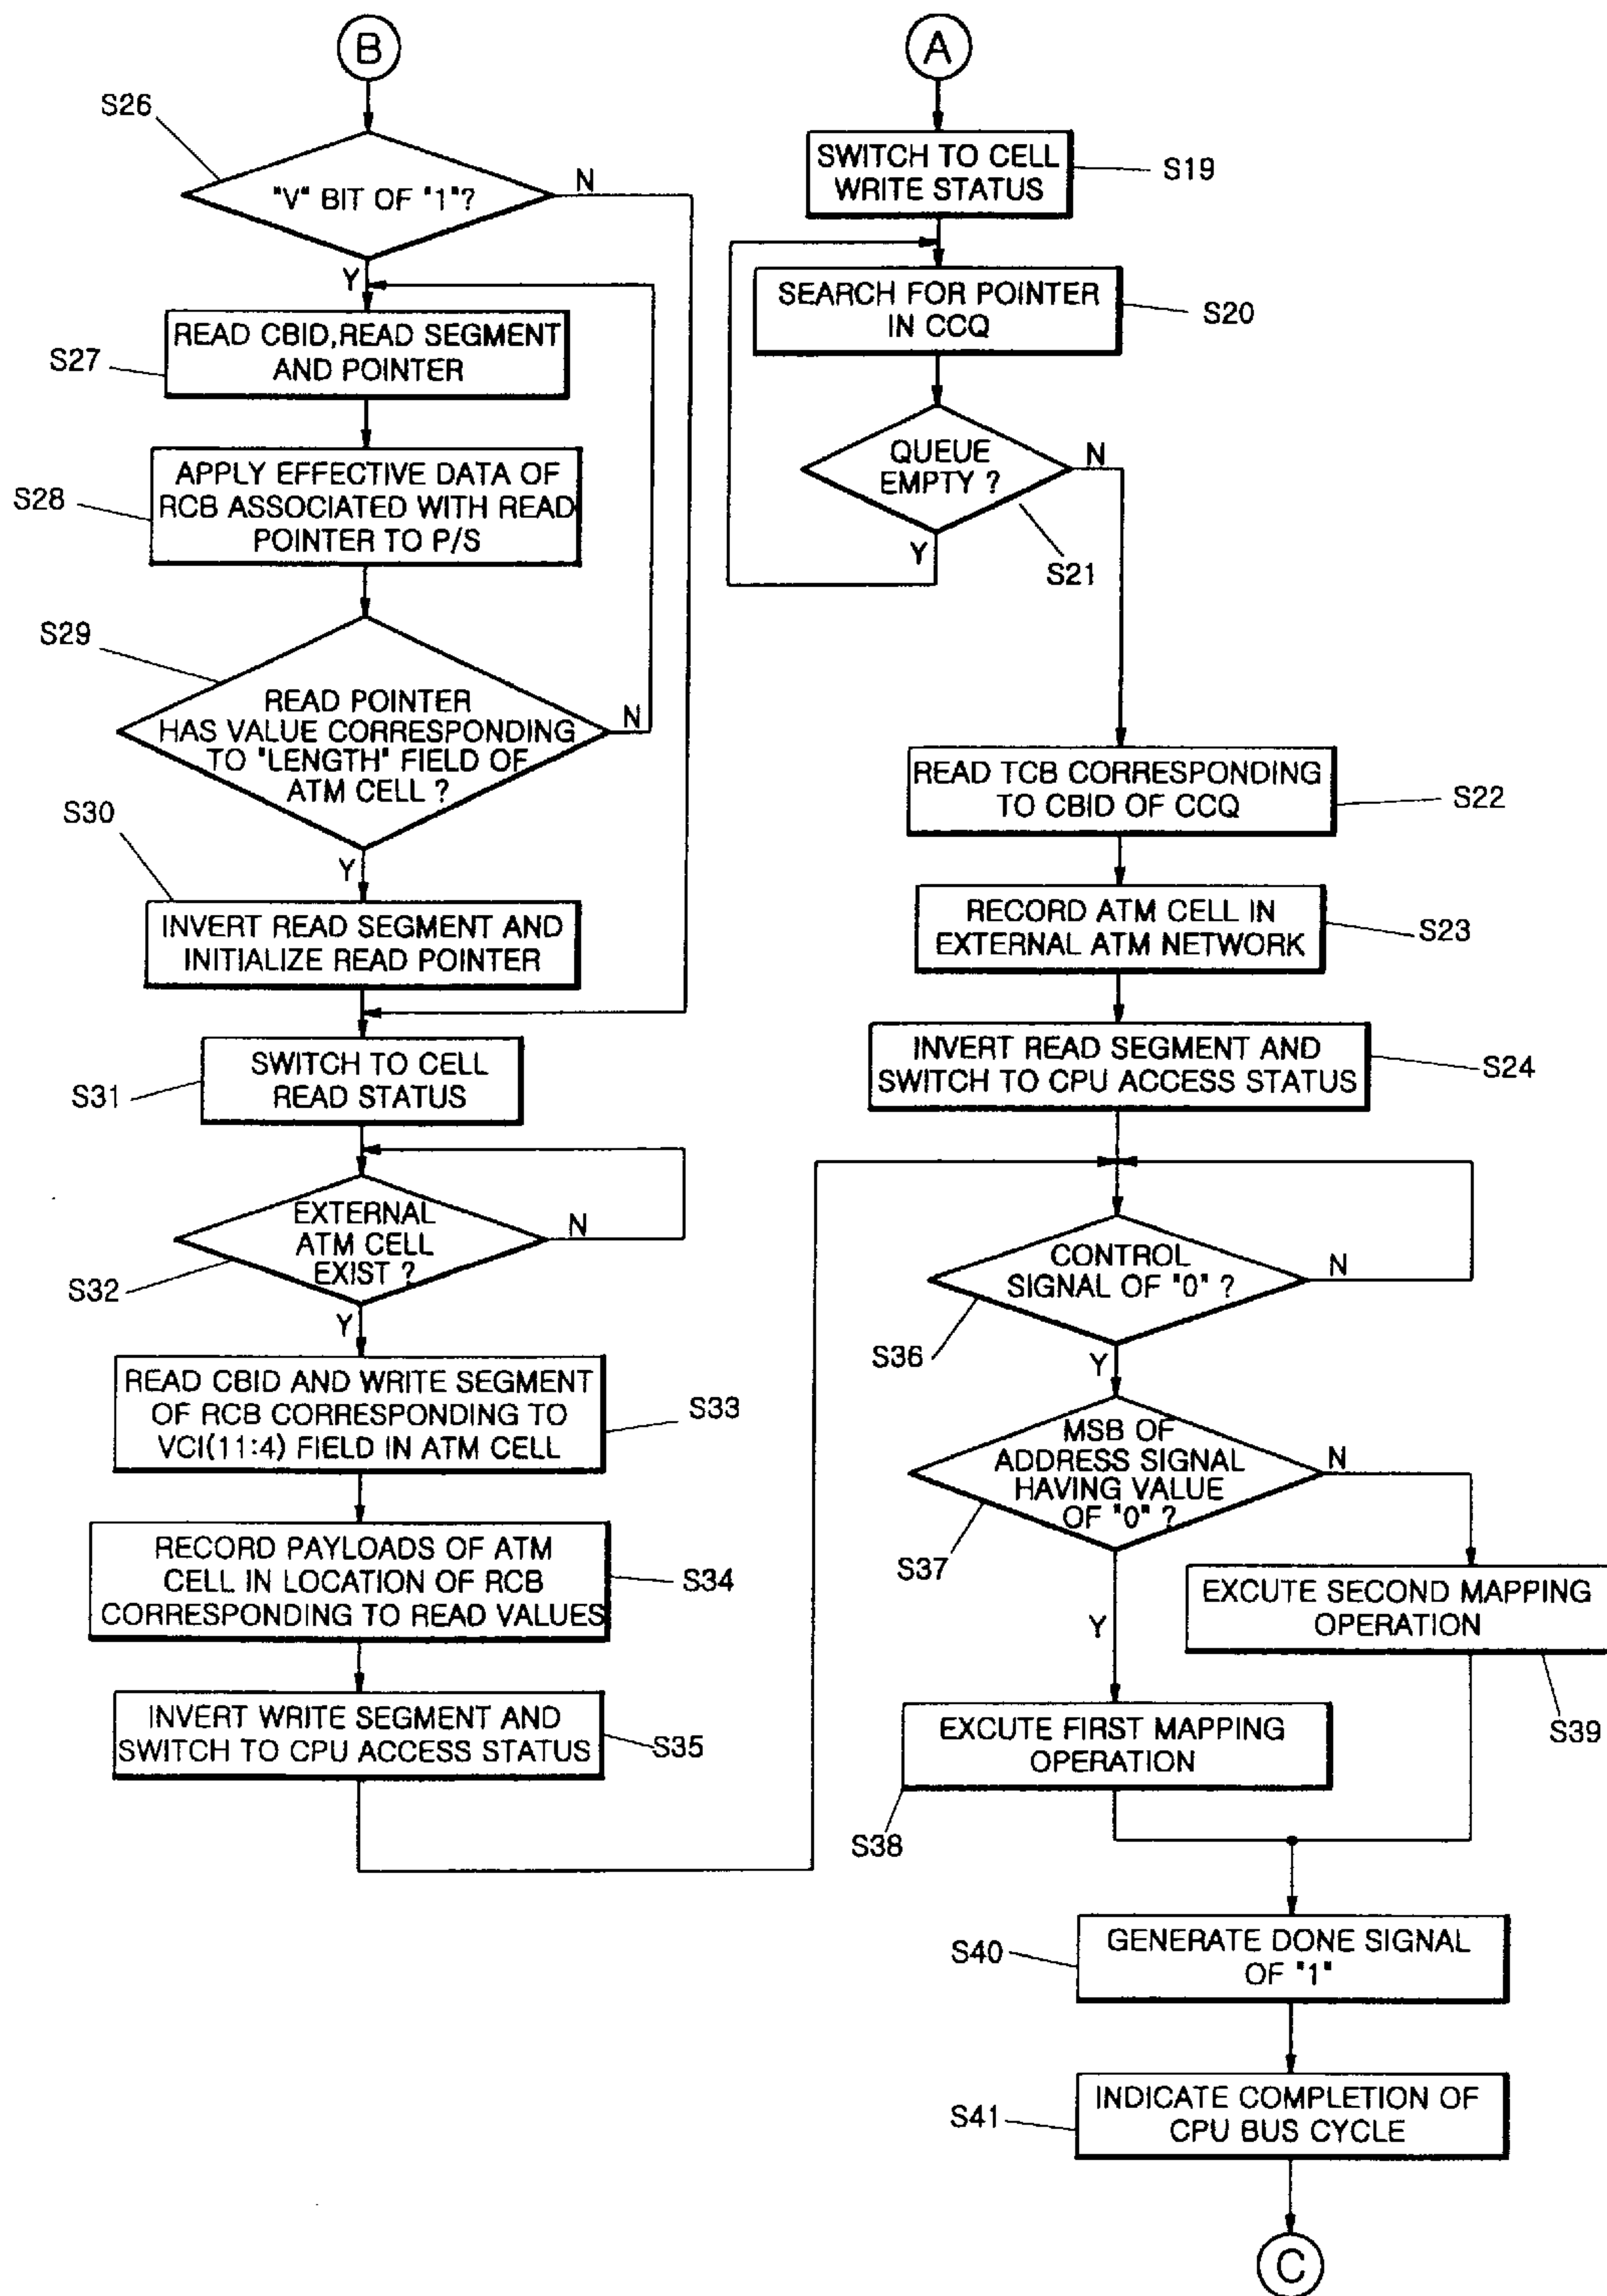 B
S26
"V" BIT OF "1"?
N
Y
READ CBID,READ SEGMENT
AND POINTER
S27
APPLY EFFECTIVE DATA OF
RCB ASSOCIATED WITH READ
POINTER TO P/S
S28
S29
READ POINTER
HAS VALUE CORRESPONDING
TO "LENGTH" FIELD OF
ATM CELL ?
N
S30
Y
INVERT READ SEGMENT AND
INITIALIZE READ POINTER
SWITCH TO CELL
READ STATUS
S31
EXTERNAL
ATM CELL
EXIST ?
N
S32
Y
READ CBID AND WRITE SEGMENT
OF RCB CORRESPONDING TO
VCI(11:4) FIELD IN ATM CELL
S33
RECORD PAYLOADS OF ATM
CELL IN LOCATION OF RCB
CORRESPONDING TO READ VALUES
S34
INVERT WRITE SEGMENT AND
SWITCH TO CPU ACCESS STATUS
S35
A
SWITCH TO CELL
WRITE STATUS
S19
SEARCH FOR POINTER
IN CCQ
S20
QUEUE
EMPTY ?
N
Y
S21
READ TCB CORRESPONDING
TO CBID OF CCQ
S22
RECORD ATM CELL IN
EXTERNAL ATM NETWORK
S23
INVERT READ SEGMENT AND
SWITCH TO CPU ACCESS STATUS
S24
CONTROL
SIGNAL OF "0" ?
N
S36
Y
MSB OF
ADDRESS SIGNAL
HAVING VALUE
OF "0" ?
N
S37
Y
EXCUTE SECOND MAPPING
OPERATION
S39
EXCUTE FIRST MAPPING
OPERATION
S38
GENERATE DONE SIGNAL
OF "1"
S40
INDICATE COMPLETION OF
CPU BUS CYCLE
S41
C